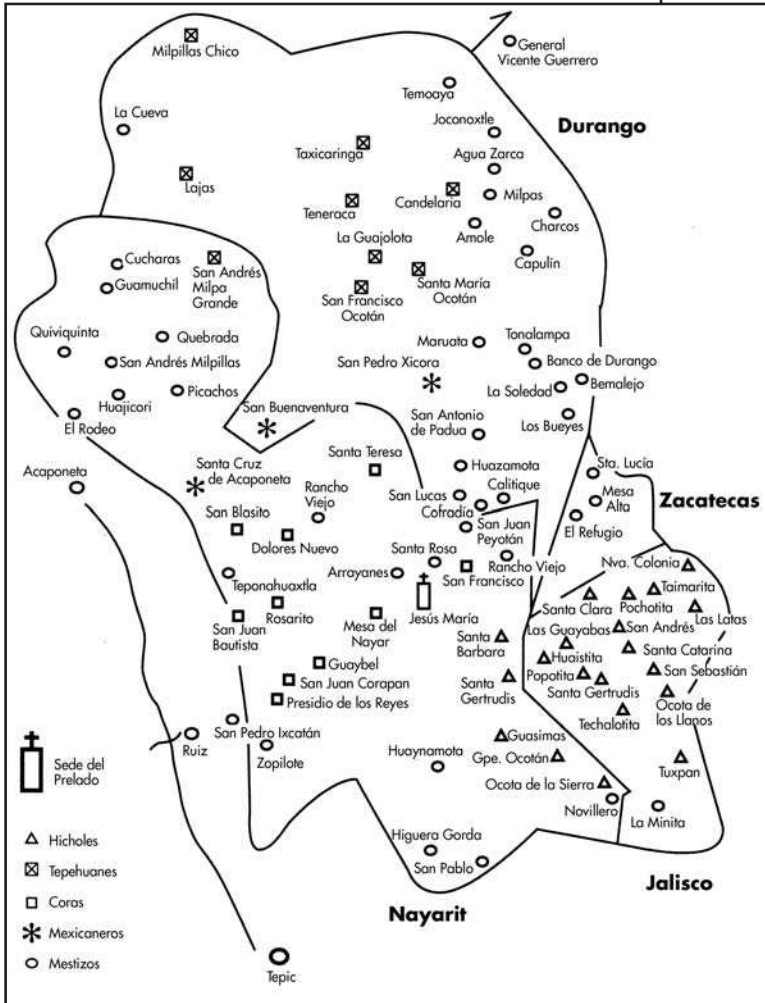 Milpillas Chico
General
Vicente Guerrero
Temoaya
La Cueva
Joconoxtle
Durango
Taxicaringa
Agua Zarca
Lajas
Candelaria
Milpas
Teneraca
Charcos
La Guajolota
Amole
Cucharas
San Andrés
Milpa
Grande
Capulín
Guamuchil
Santa María
Ocotán
San Francisco
Ocotán
Quiviquinta
Quebrada
Maruata
Tonalampa
San Pedro Xicora
Banco de Durango
San Andrés Milpillas
La Soledad
Bemalejo
Huajicori
Picachos
San Buenaventura
San Antonio
de Padua
Los Bueyes
El Rodeo
Santa Teresa
Acaponeta
Santa Cruz
de Acaponeta
Rancho
Viejo
Huazamota
Sta. Lucía
Calitique
San Lucas
Mesa
Alta
Zacatecas
San Blasito
Cofradía
El Refugio
San Juan
Peyotán
Dolores Nuevo
Santa Rosa
Rancho Viejo
Nva. Colonia
Teponahuaxtla
Arrayanes
San Francisco
Taimarita
Santa Clara
Pochotita
Las Latas
San Juan
Bautista
Rosarito
Mesa del
Nayar
Jesús María
Las Guayabas
San Andrés
Santa
Barbara
Huaistita
Santa Catarina
Guaybel
San Sebastián
San Juan Corapan
Popotita
Santa
Gertrudis
Santa Gertrudis
Presidio de los Reyes
Ocota de
los Llanos
Techalotita
San Pedro Ixcatán
Guasimas
Ruiz
Zopilote
Huaynamota
Gpe. Ocotán
Tuxpan
Sede del
Prelado
Ocota de la Sierra
Novillero
La Minita
Hicholes
Higuera Gorda
Tepehuanes
San Pablo
Jalisco
Coras
Nayarit
Mexicaneros
Mestizos
Tepic